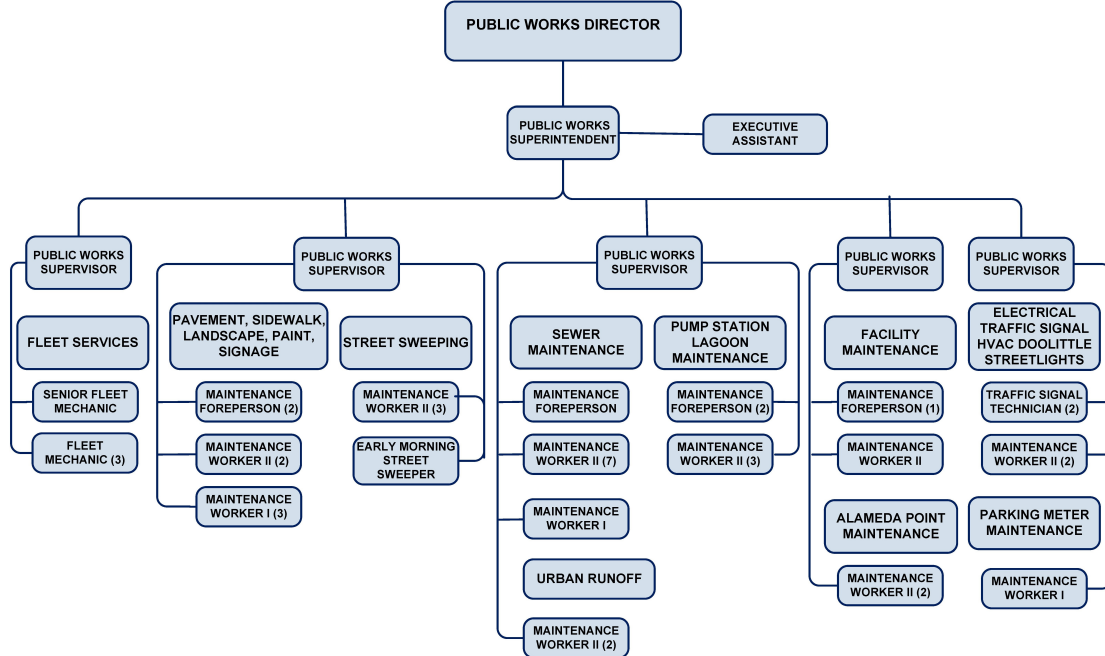 PUBLIC WORKS DIRECTOR
PUBLIC WORKS
SUPERINTENDENT
EXECUTIVE
ASSISTANT
PUBLIC WORKS
SUPERVISOR
PUBLIC WORKS
SUPERVISOR
PUBLIC WORKS
SUPERVISOR
PUBLIC WORKS
SUPERVISOR
PUBLIC WORKS
SUPERVISOR
FLEET SERVICES
SENIOR FLEET
MECHANIC
FLEET
MECHANIC (3)
PAVEMENT, SIDEWALK,
LANDSCAPE, PAINT,
SIGNAGE
MAINTENANCE
FOREPERSON (2)
MAINTENANCE
WORKER II (2)
MAINTENANCE
WORKER I (3)
STREET SWEEPING
MAINTENANCE
WORKER II (3)
EARLY MORNING
STREET
SWEEPER
SEWER
MAINTENANCE
MAINTENANCE
FOREPERSON
MAINTENANCE
WORKER II (7)
MAINTENANCE
WORKER I
URBAN RUNOFF
MAINTENANCE
WORKER II (2)
PUMP STATION
LAGOON
MAINTENANCE
MAINTENANCE
FOREPERSON (2)
MAINTENANCE
WORKER II (3)
FACILITY
MAINTENANCE
MAINTENANCE
FOREPERSON (1)
MAINTENANCE
WORKER II
ALAMEDA POINT
MAINTENANCE
MAINTENANCE
WORKER II (2)
ELECTRICAL
TRAFFIC SIGNAL
HVAC DOOLITTLE
STREETLIGHTS
TRAFFIC SIGNAL
TECHNICIAN (2)
MAINTENANCE
WORKER II (2)
PARKING METER
MAINTENANCE
MAINTENANCE
WORKER I